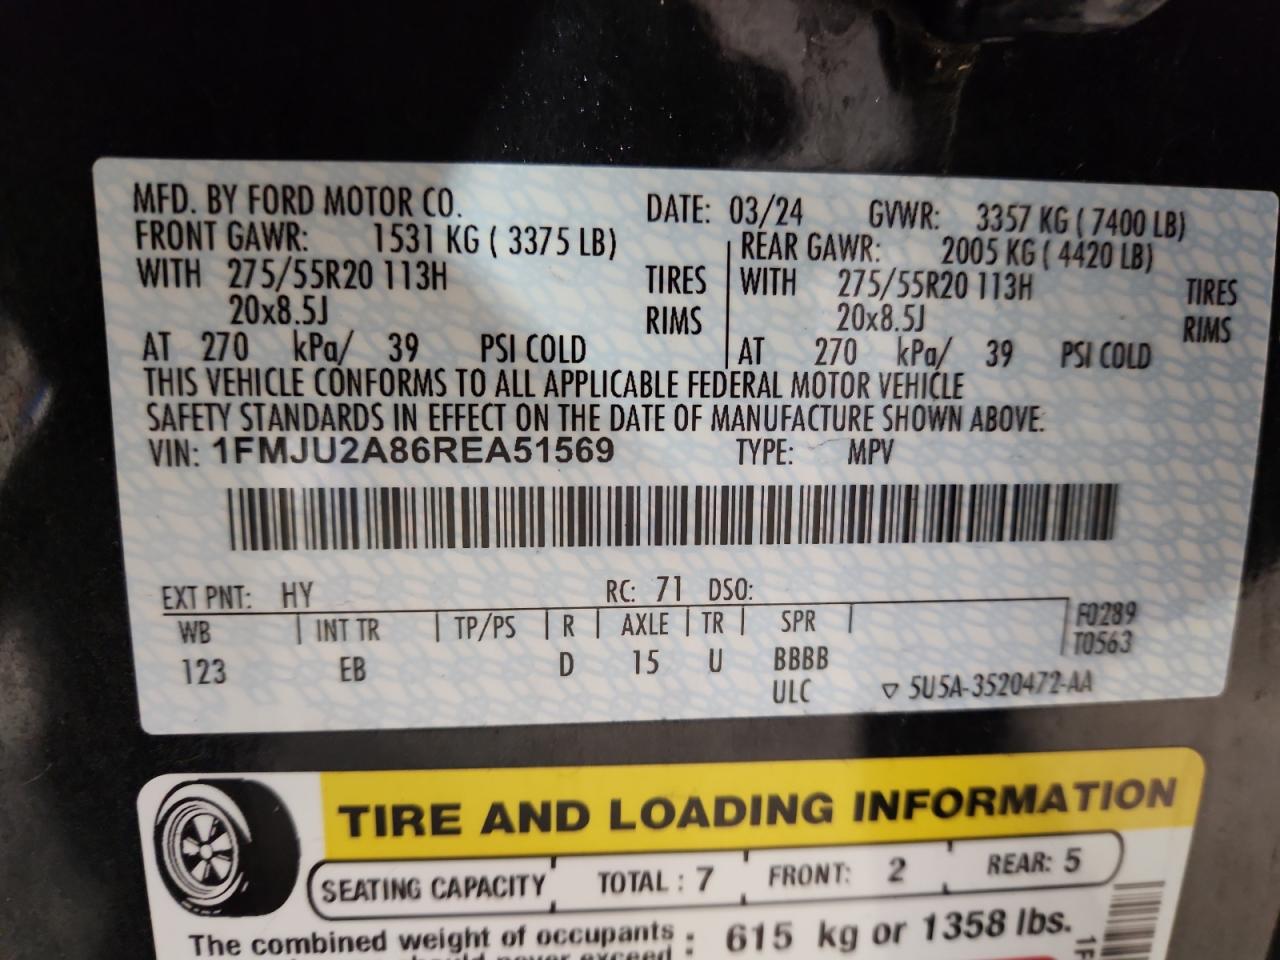 MFD. BY FORD MOTOR CO. DATE: 03/24 GVWR: 3357 KG ( 7400 LB)
FRONT GAWR: 1531 KG ( 3375 LB) REAR GAWR: 2005 KG ( 4420 LB)
WITH 275/55R20 113H TIRES WITH 275/55R20 113H TIRES
20x8.5J RIMS 20x8.5J RIMS
AT 270 kPa/ 39 PSI COLD AT 270 kPa/ 39 PSI COLD
THIS VEHICLE CONFORMS TO ALL APPLICABLE FEDERAL MOTOR VEHICLE
SAFETY STANDARDS IN EFFECT ON THE DATE OF MANUFACTURE SHOWN ABOVE.
VIN: 1FMJU2A86REA51569 TYPE: MPV
EXT PNT: HY RC: 71 DSO:
WB INT TR TP/PS R AXLE TR SPR F0289
T0563
123 EB D 15 U BBBB
ULC ▽ 5U5A-3520472-AA
TIRE AND LOADING INFORMATION
SEATING CAPACITY TOTAL : 7 FRONT: 2 REAR: 5
The combined weight of occupants : 615 kg or 1358 lbs.
should never exceed
1F